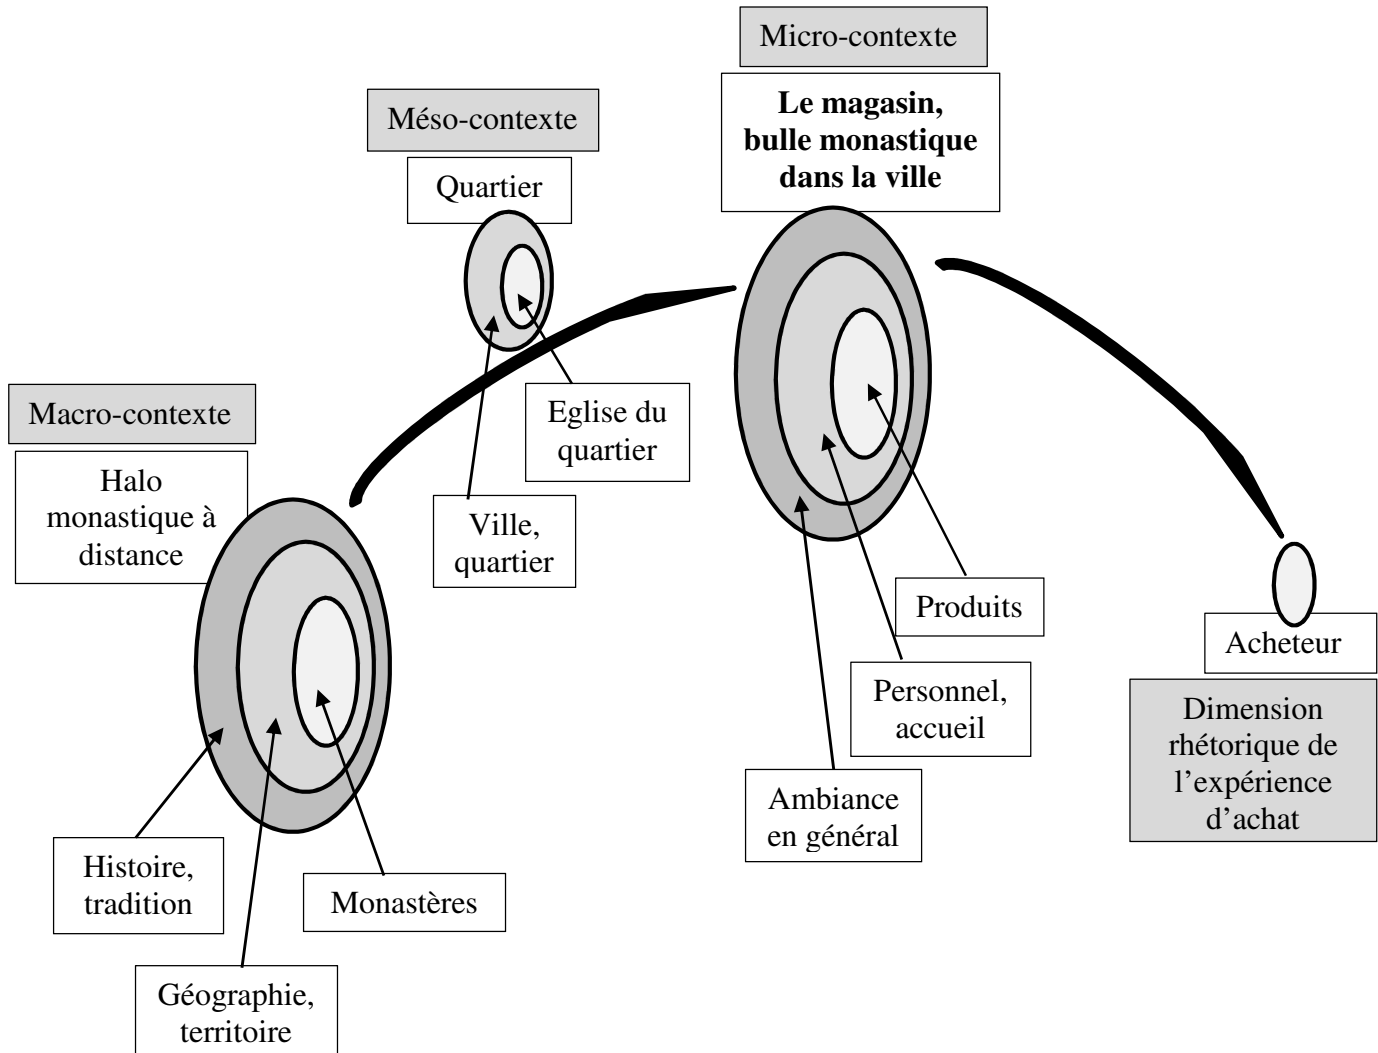 Micro-contexte
Le magasin,
bulle monastique
dans la ville
Méso-contexte
Quartier
Macro-contexte
Halo
monastique à
distance
Eglise du
quartier
Ville,
quartier
Produits
Personnel,
accueil
Ambiance
en général
Acheteur
Dimension
rhétorique de
l’expérience
d’achat
Histoire,
tradition
Monastères
Géographie,
territoire